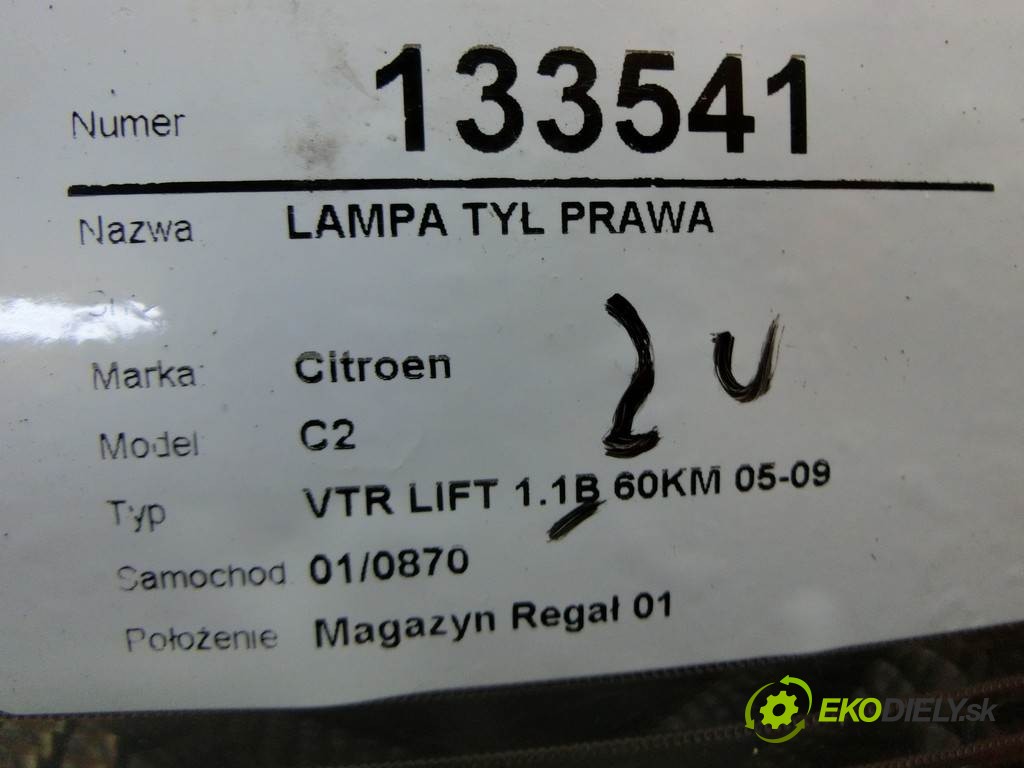 Numer 133541
Nazwa LAMPA TYŁ PRAWA
Marka Citroen
2 U
Model C2
Typ VTR LIFT 1.1B 60KM 05-09
Samochod 01/0870
Położenie Magazyn Regał 01
EKODIELY.sk